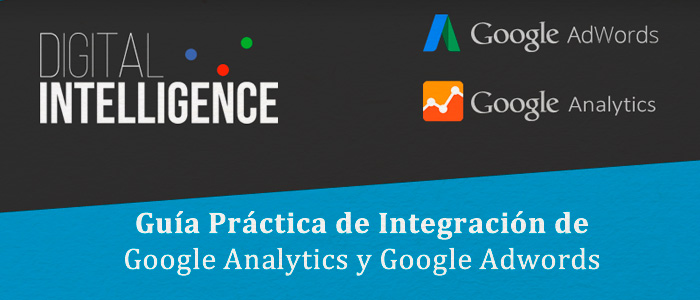 DIGITAL
INTELLIGENCE
Google AdWords
Google Analytics
Guía Práctica de Integración de
Google Analytics y Google Adwords